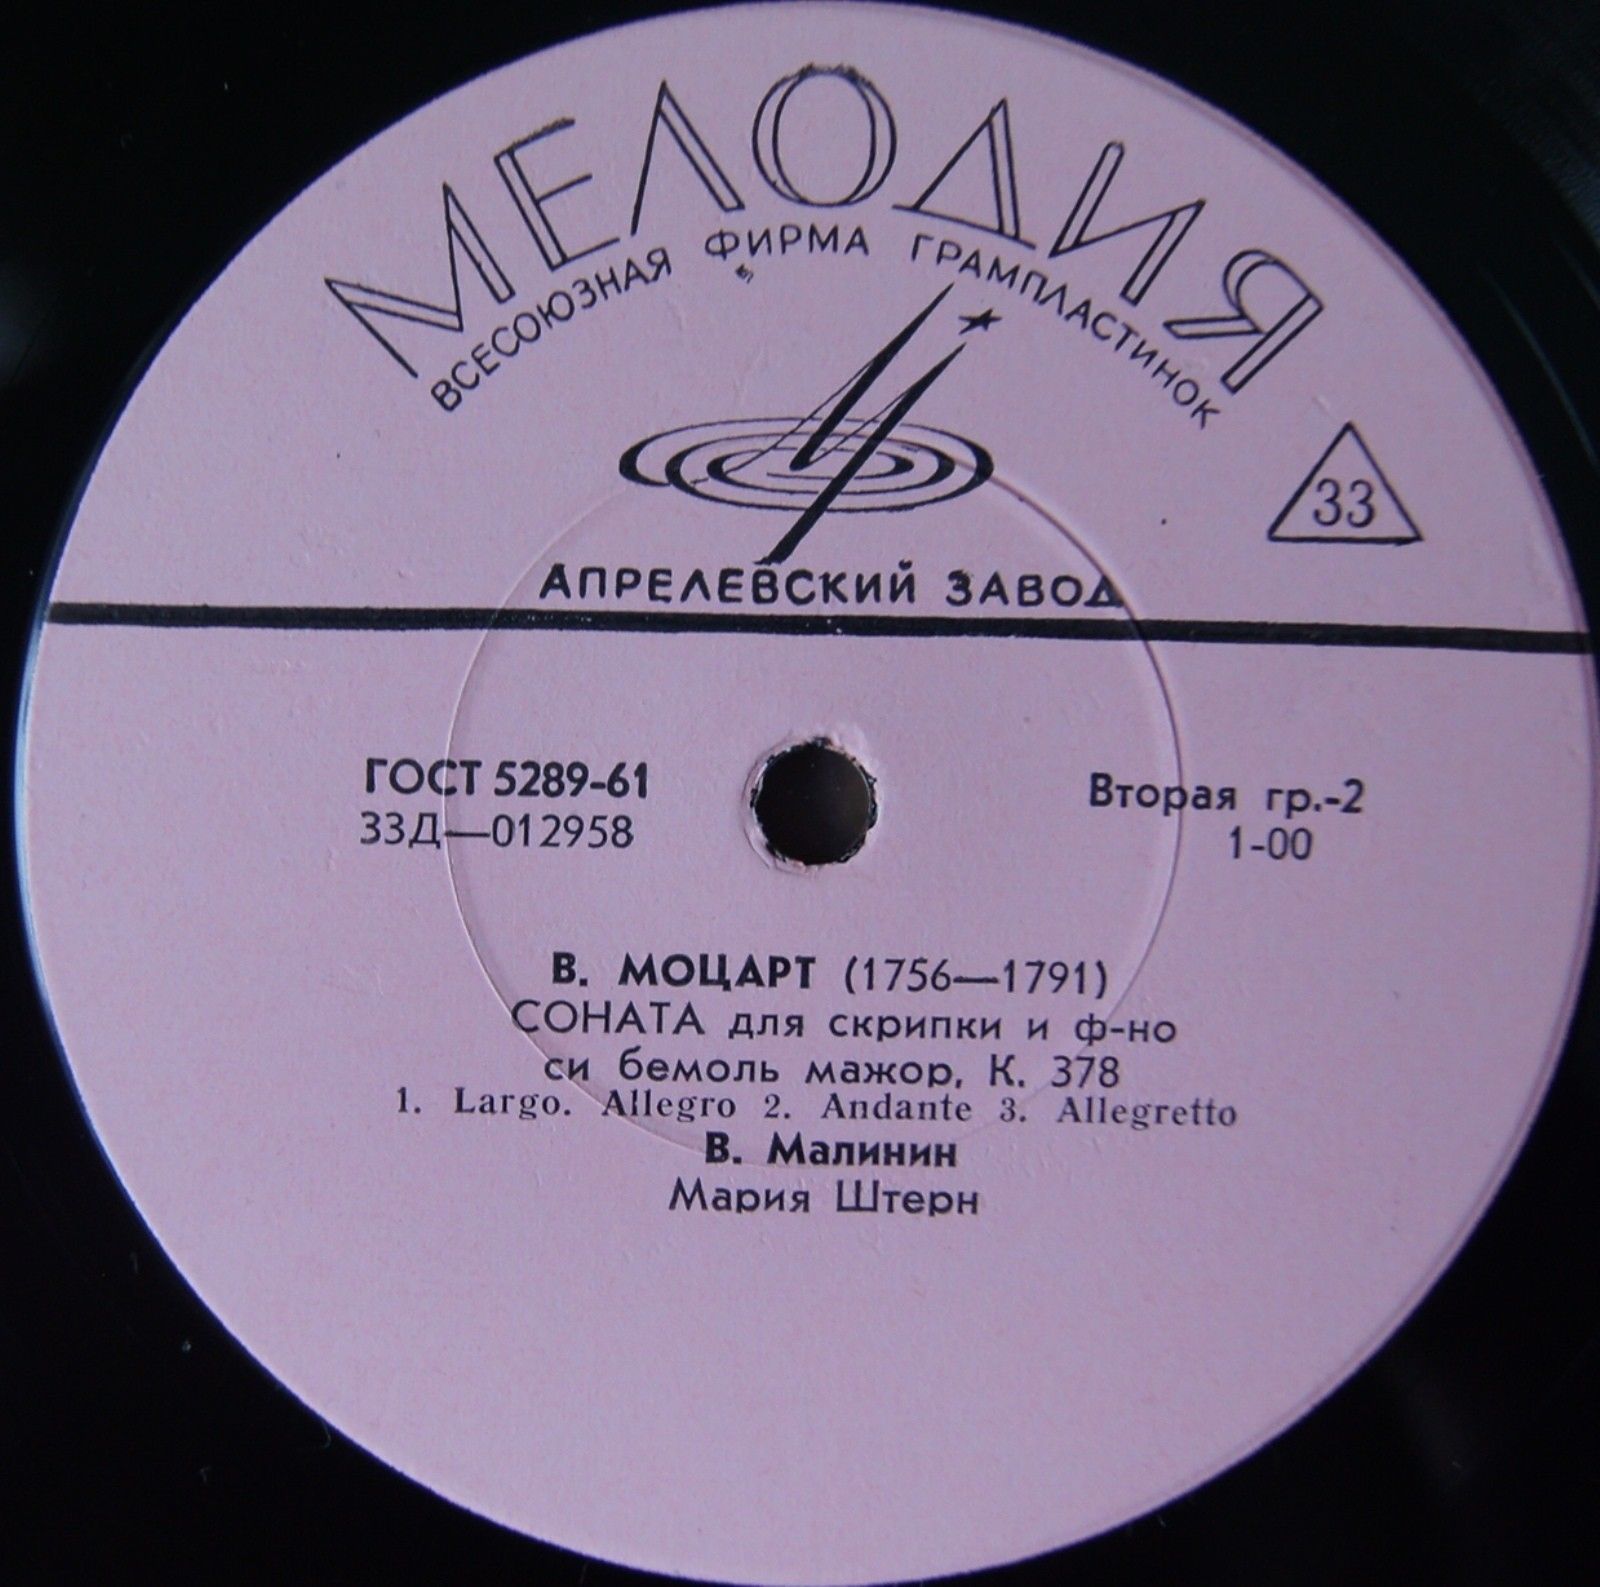 МЕЛОДИЯ
ВСЕСОЮЗНАЯ ФИРМА ГРАМПЛАСТИНОК
33
АПРЕЛЕВСКИЙ ЗАВОД
ГОСТ 5289-61
33Д—012958
Вторая гр.-2
1-00
В. МОЦАРТ (1756—1791)
СОНАТА для скрипки и ф-но
си бемоль мажор, К. 378
1. Largo. Allegro 2. Andante 3. Allegretto
В. Малинин
Мария Штерн